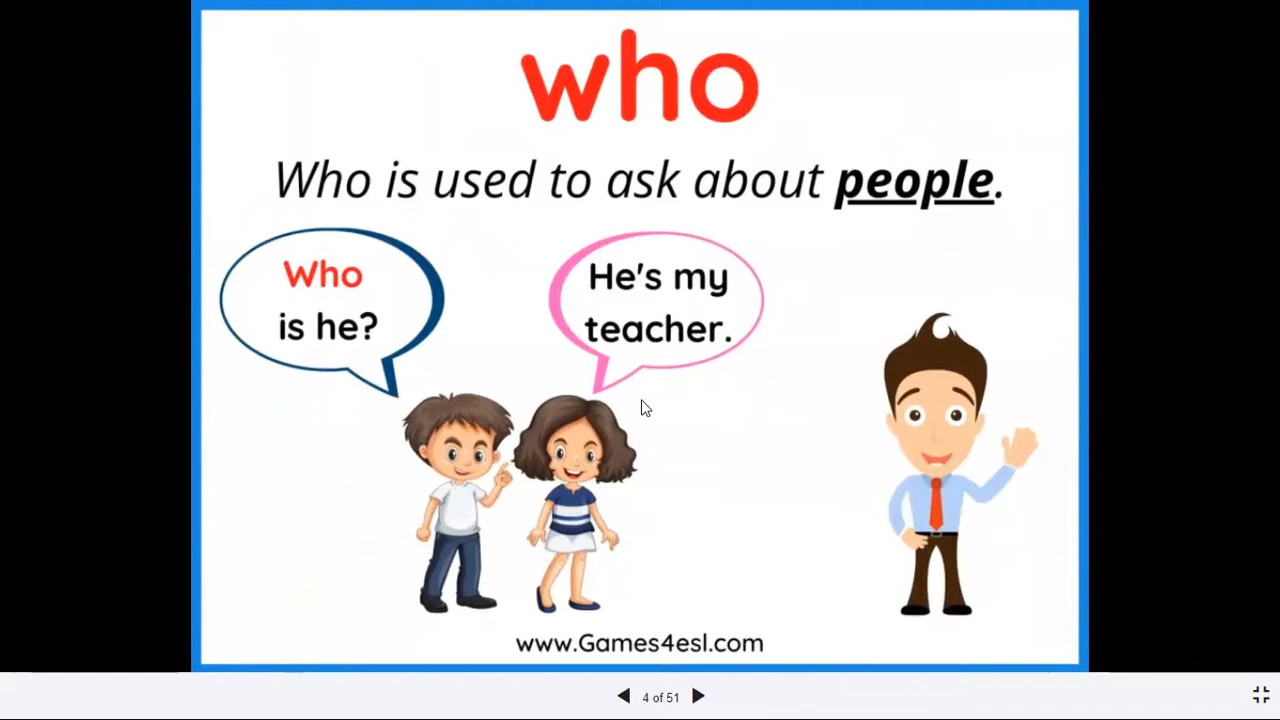 who
Who is used to ask about people.
Who
is he?
He's my
teacher.
www.Games4esl.com
4 of 51